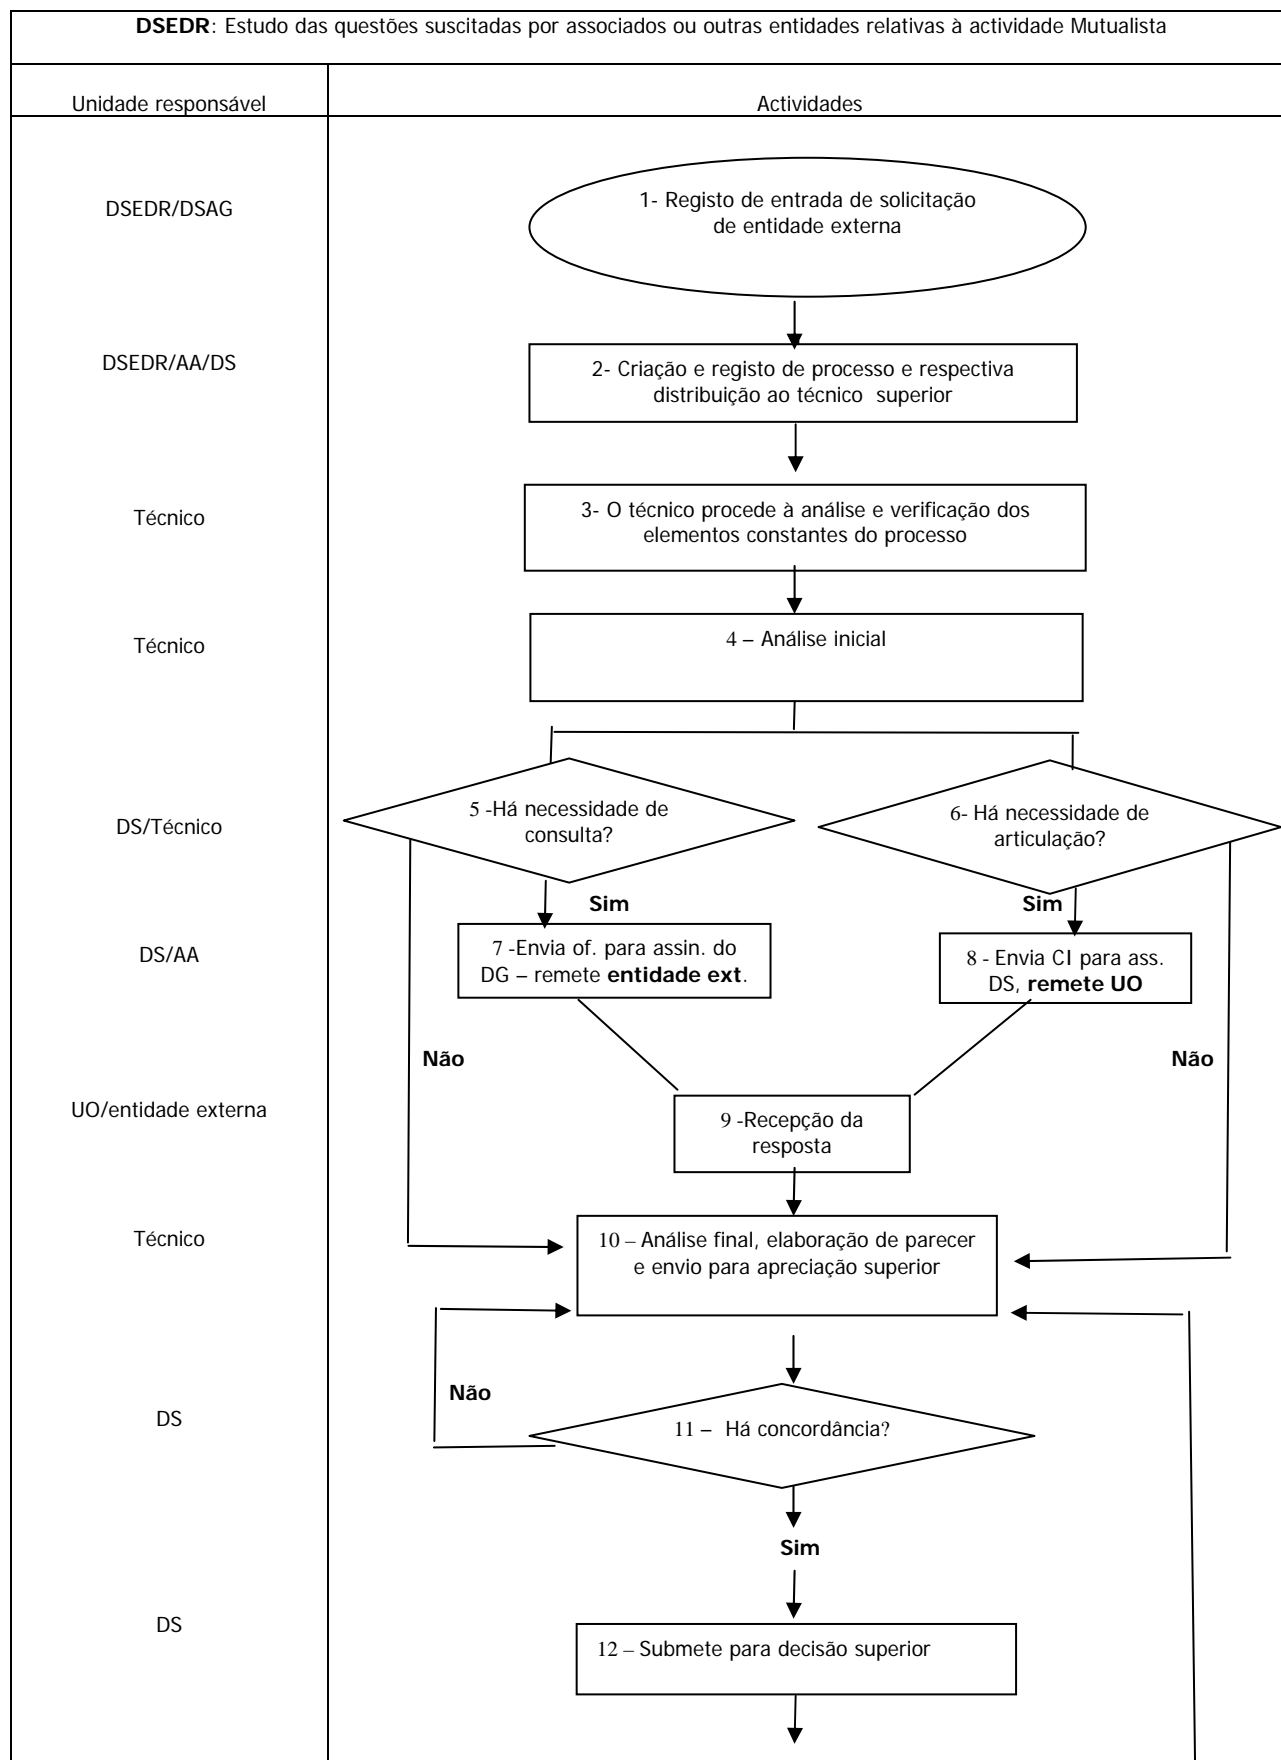 DSEDR: Estudo das questões suscitadas por associados ou outras entidades relativas à actividade Mutualista
Unidade responsável
Actividades
DSEDR/DSAG
1- Registo de entrada de solicitação
de entidade externa
DSEDR/AA/DS
2- Criação e registo de processo e respectiva
distribuição ao técnico superior
Técnico
3- O técnico procede à análise e verificação dos
elementos constantes do processo
Técnico
4 – Análise inicial
DS/Técnico
5 -Há necessidade de
consulta?
6- Há necessidade de
articulação?
Sim
Sim
DS/AA
7 -Envia of. para assin. do
DG – remete entidade ext.
8 - Envia CI para ass.
DS, remete UO
Não
Não
UO/entidade externa
9 -Recepção da
resposta
Técnico
10 – Análise final, elaboração de parecer
e envio para apreciação superior
Não
DS
11 – Há concordância?
Sim
DS
12 – Submete para decisão superior